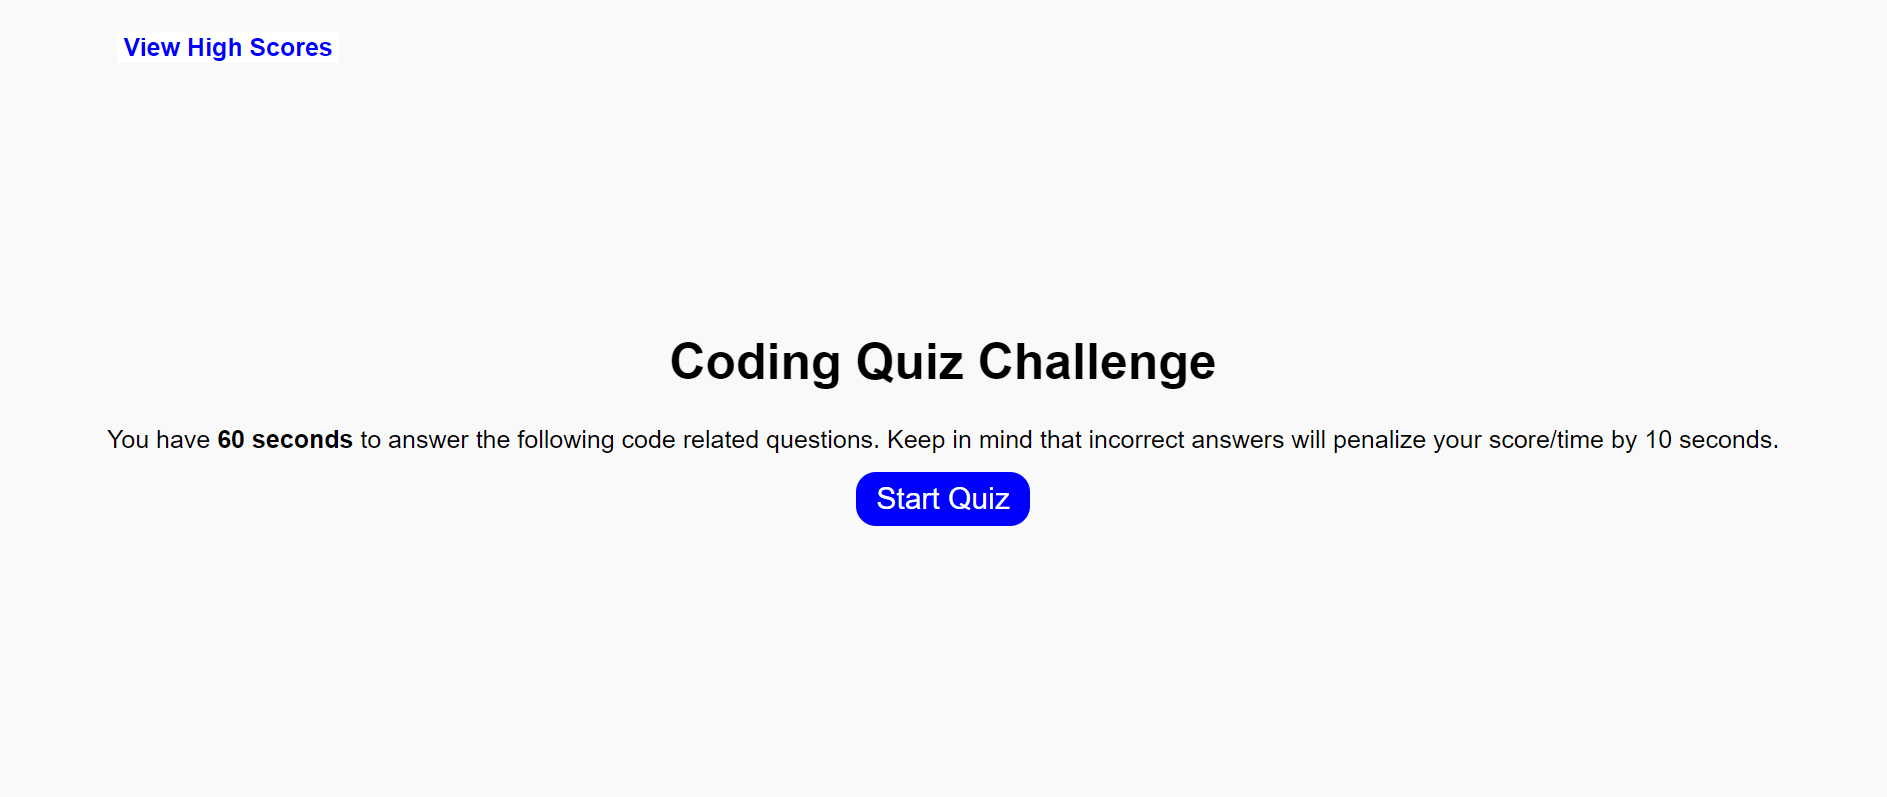 View High Scores
Coding Quiz Challenge
You have 60 seconds to answer the following code related questions. Keep in mind that incorrect answers will penalize your score/time by 10 seconds.
Start Quiz